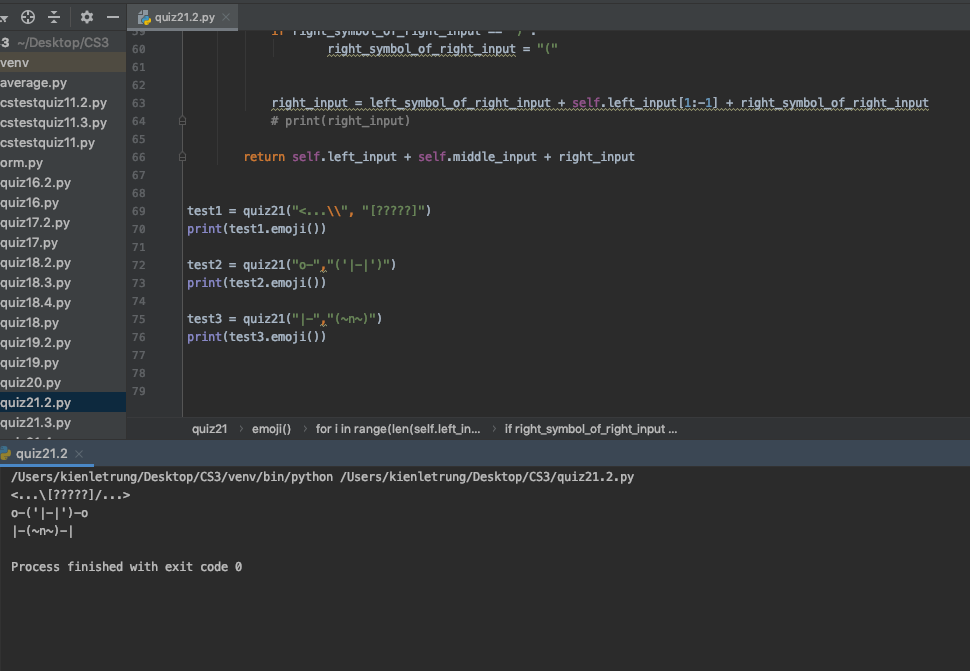 quiz21.2.py
3 ~/Desktop/CS3
venv
average.py
cstestquiz11.2.py
cstestquiz11.3.py
cstestquiz11.py
orm.py
quiz16.2.py
quiz16.py
quiz17.2.py
quiz17.py
quiz18.2.py
quiz18.3.py
quiz18.4.py
quiz18.py
quiz19.2.py
quiz19.py
quiz20.py
quiz21.2.py
quiz21.3.py
59 if right_symbol_of_right_input == ")":
60 right_symbol_of_right_input = "("
61
62
63 right_input = left_symbol_of_right_input + self.left_input[1:-1] + right_symbol_of_right_input
64 # print(right_input)
65
66 return self.left_input + self.middle_input + right_input
67
68
69 test1 = quiz21("<...\\", "[?????]")
70 print(test1.emoji())
71
72 test2 = quiz21("o-","('|-|')")
73 print(test2.emoji())
74
75 test3 = quiz21("|-","(~n~)")
76 print(test3.emoji())
77
78
79
quiz21 › emoji() › for i in range(len(self.left_in... › if right_symbol_of_right_input ...
quiz21.2
/Users/kienletrung/Desktop/CS3/venv/bin/python /Users/kienletrung/Desktop/CS3/quiz21.2.py
<...\[?????]/...>
o-('|-|')-o
|-(~n~)-|
Process finished with exit code 0